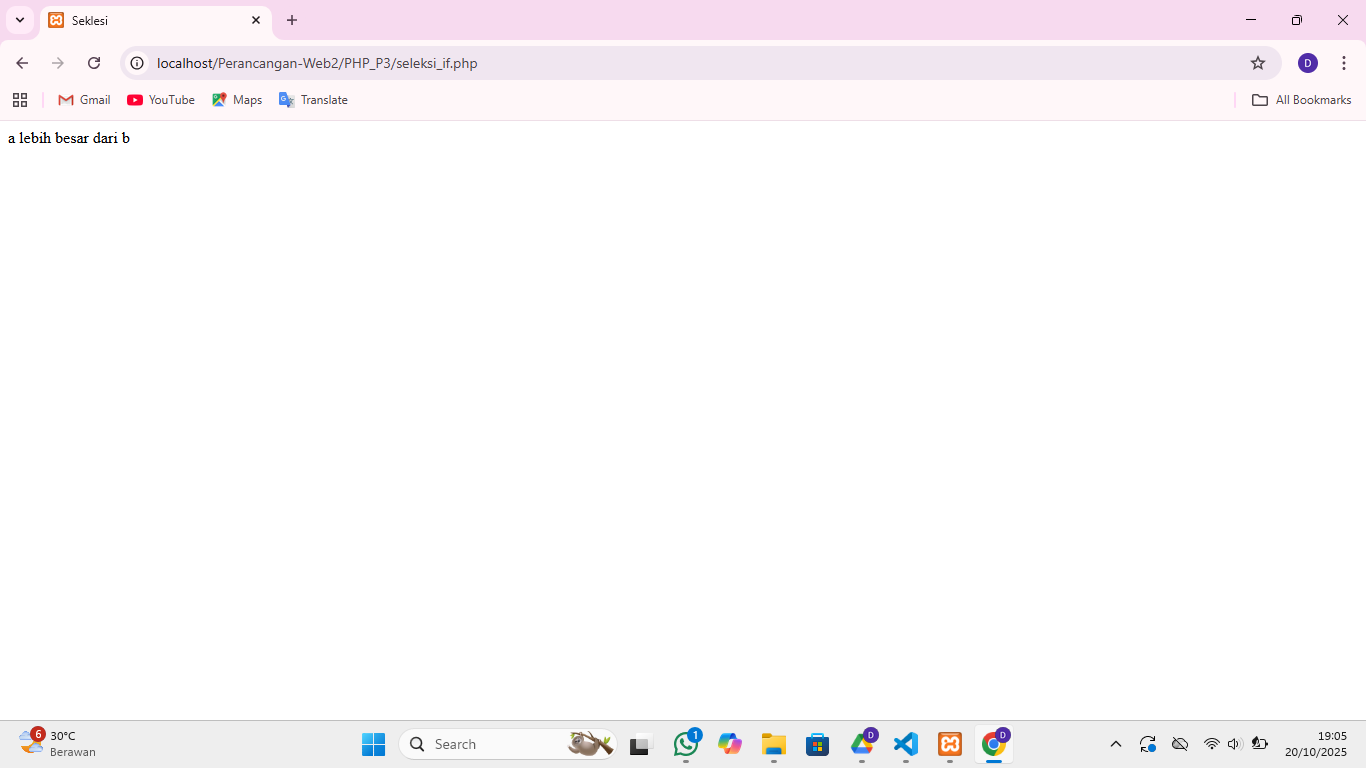 Seklesi
localhost/Perancangan-Web2/PHP_P3/seleksi_if.php
D
Gmail
YouTube
Maps
Translate
All Bookmarks
a lebih besar dari b
6
30°C
Berawan
Search
1
D
D
19:05
20/10/2025